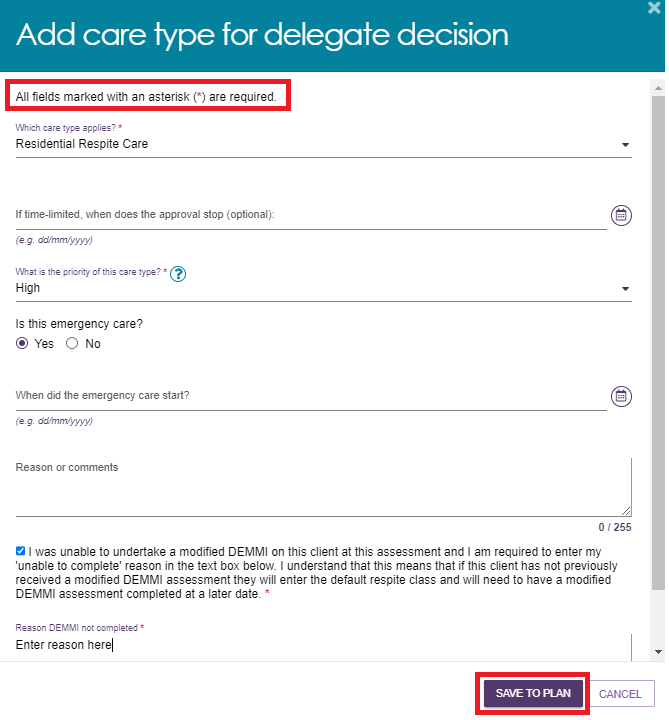 Add care type for delegate decision
All fields marked with an asterisk (*) are required.
Which care type applies? *
Residential Respite Care
If time-limited, when does the approval stop (optional):
(e.g. dd/mm/yyyy)
What is the priority of this care type? * ?
High
Is this emergency care?
Yes No
When did the emergency care start?
(e.g. dd/mm/yyyy)
Reason or comments
0 / 255
I was unable to undertake a modified DEMMI on this client at this assessment and I am required to enter my
'unable to complete' reason in the text box below. I understand that this means that if this client has not previously
received a modified DEMMI assessment they will enter the default respite class and will need to have a modified
DEMMI assessment completed at a later date. *
Reason DEMMI not completed *
Enter reason here
SAVE TO PLAN CANCEL